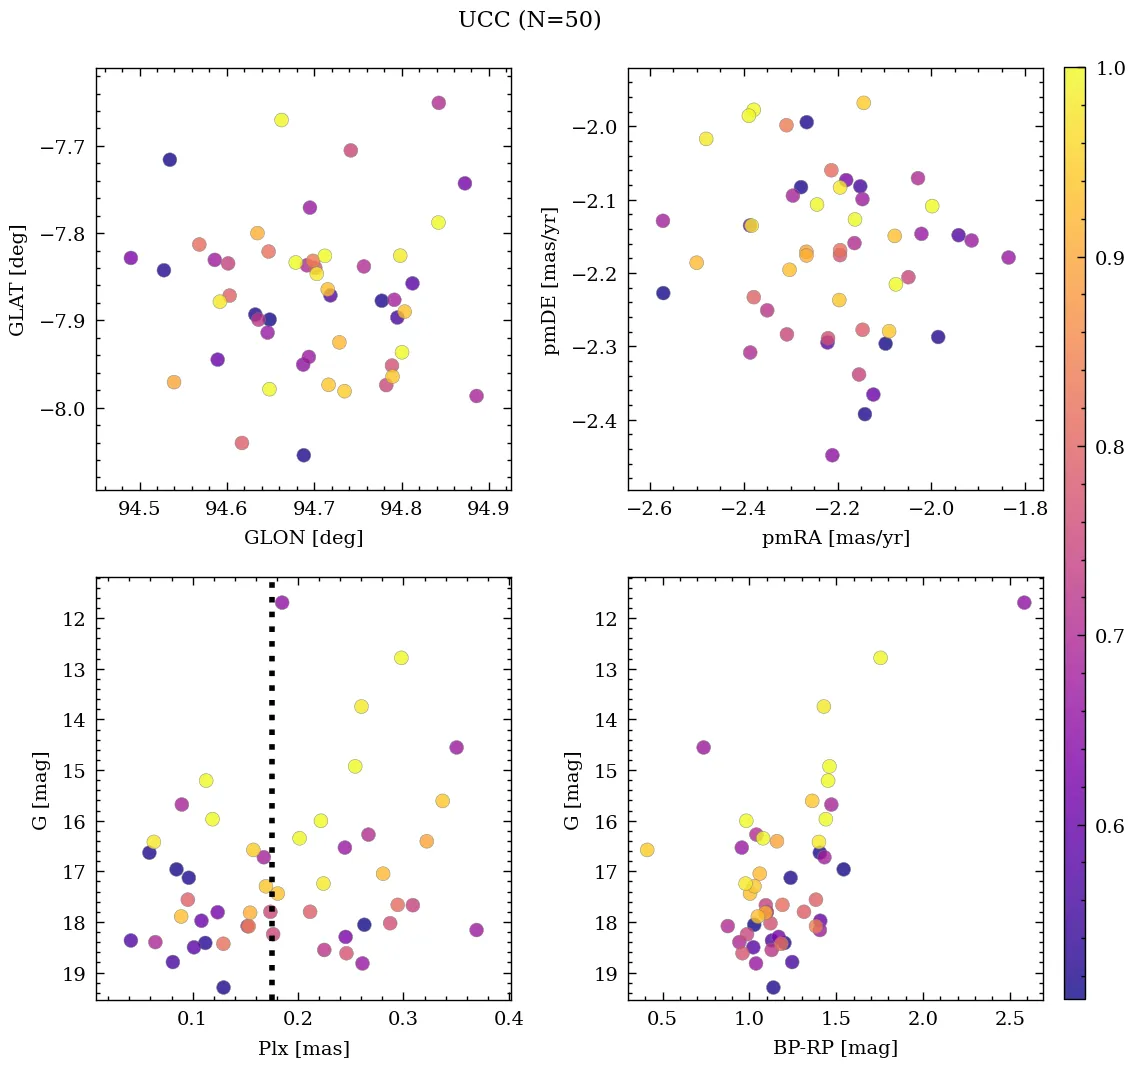 UCC (N=50)
−7.7
−7.8
−7.9
−8.0
GLAT [deg]
94.5 94.6 94.7 94.8 94.9
GLON [deg]
−2.0
−2.1
−2.2
−2.3
−2.4
pmDE [mas/yr]
−2.6 −2.4 −2.2 −2.0 −1.8
pmRA [mas/yr]
12
13
14
15
16
17
18
19
G [mag]
0.1 0.2 0.3 0.4
Plx [mas]
12
13
14
15
16
17
18
19
G [mag]
0.5 1.0 1.5 2.0 2.5
BP-RP [mag]
1.0
0.9
0.8
0.7
0.6